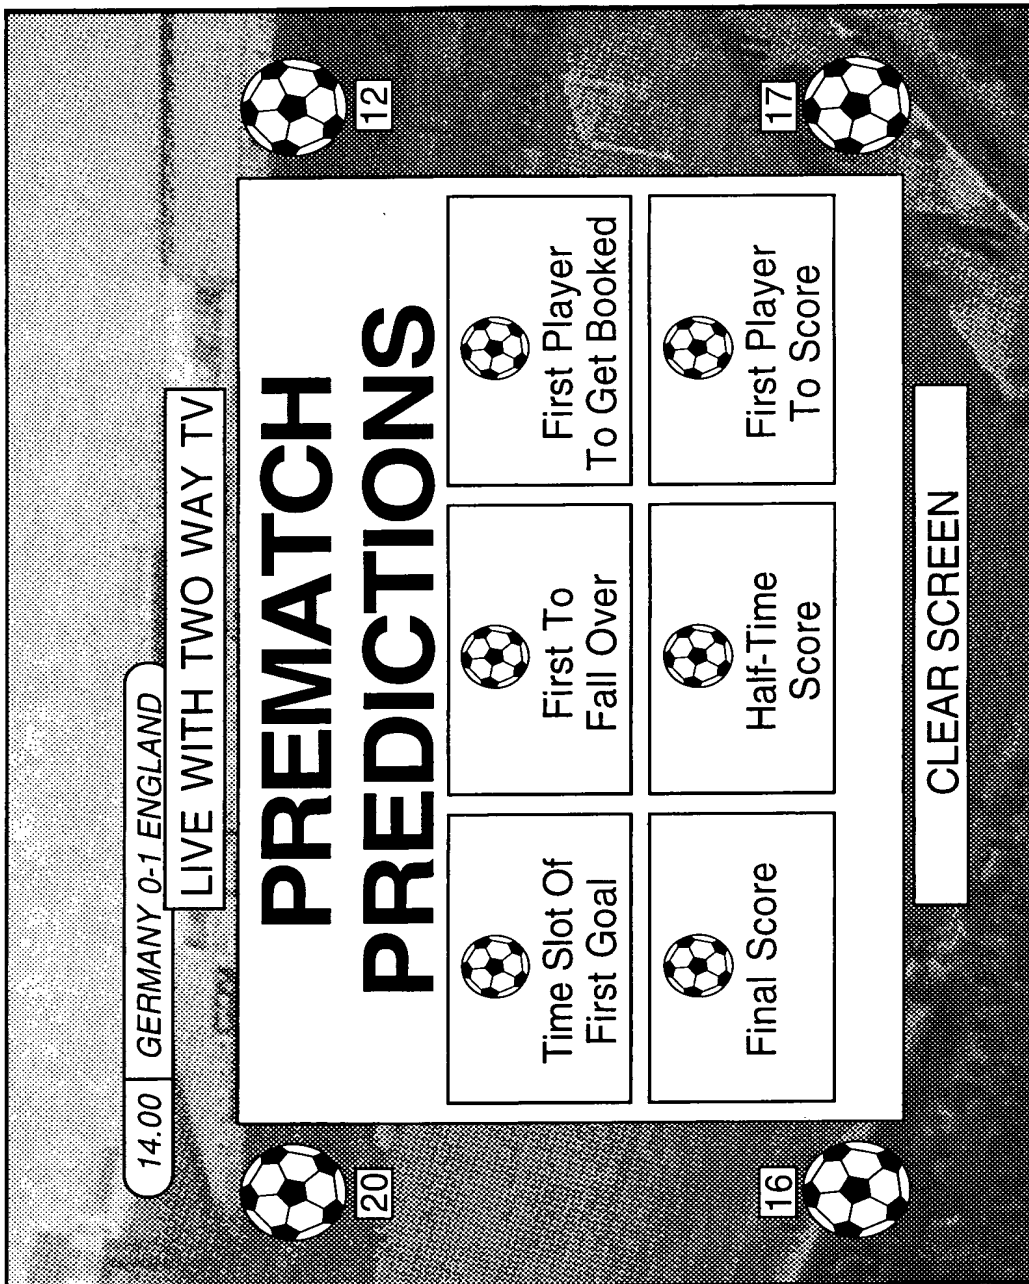 14.00 GERMANY 0-1 ENGLAND
LIVE WITH TWO WAY TV
20
12
PREMATCH
PREDICTIONS
Time Slot Of
First Goal
First To
Fall Over
First Player
To Get Booked
Final Score
Half-Time
Score
First Player
To Score
16
17
CLEAR SCREEN